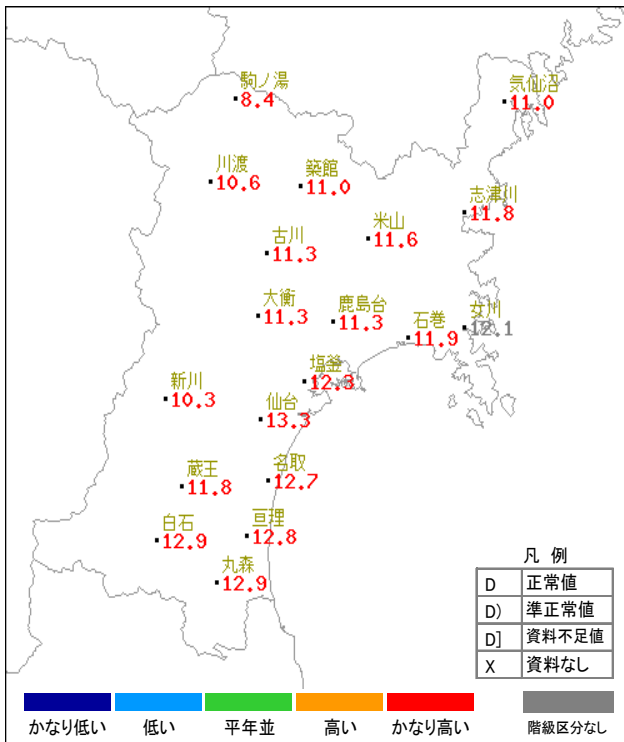 駒ノ湯
8.4
気仙沼
11.0
川渡
10.6
築館
11.0
志津川
11.8
米山
11.6
古川
11.3
大衡
11.3
鹿島台
11.3
石巻
11.9
女川
12.1
塩釜
12.3
新川
10.3
仙台
13.3
蔵王
11.8
名取
12.7
白石
12.9
亘理
12.8
丸森
12.9
凡 例
D 正常値
D) 準正常値
D] 資料不足値
X 資料なし
かなり低い 低い 平年並 高い かなり高い 階級区分なし